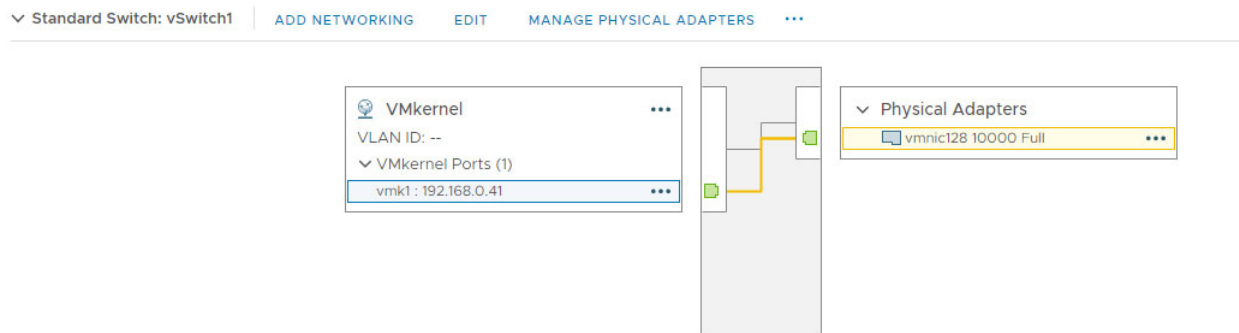 Standard Switch: vSwitch1 ADD NETWORKING EDIT MANAGE PHYSICAL ADAPTERS ...
VMkernel ...
VLAN ID: --
VMkernel Ports (1)
vmk1 : 192.168.0.41 ...
Physical Adapters
vmnic128 10000 Full ...